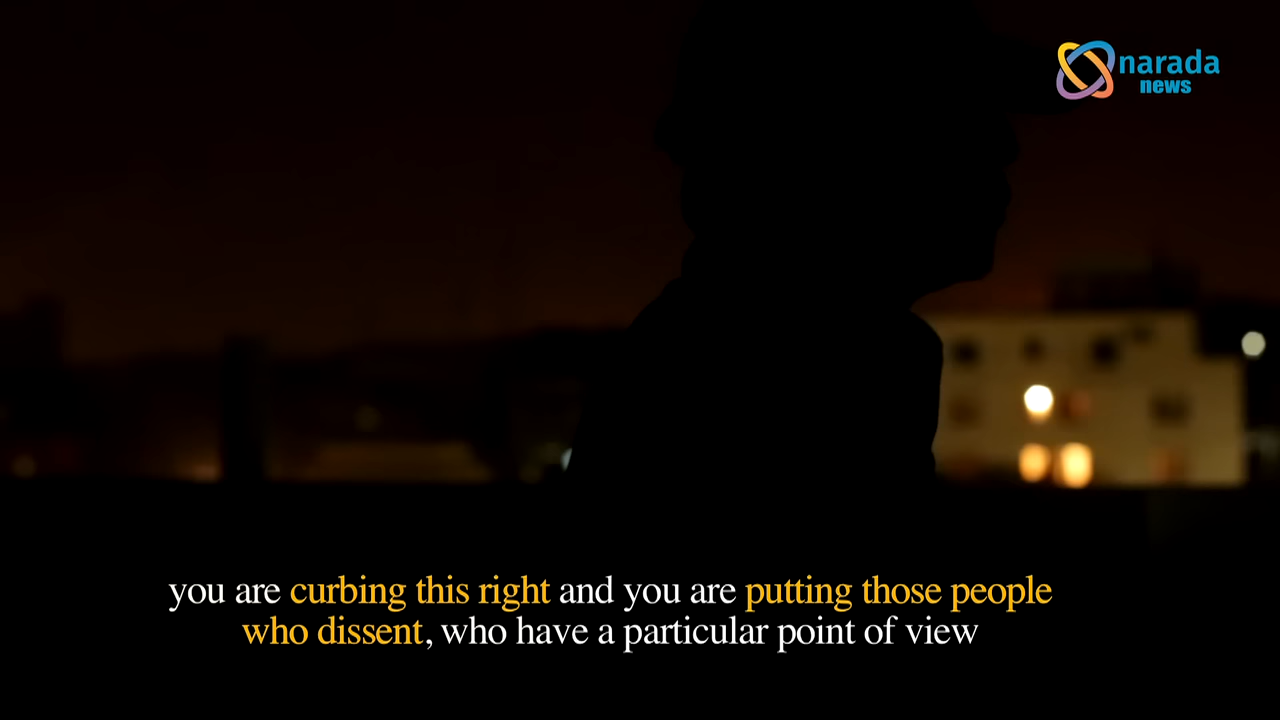 narada
news
you are curbing this right and you are putting those people
who dissent, who have a particular point of view